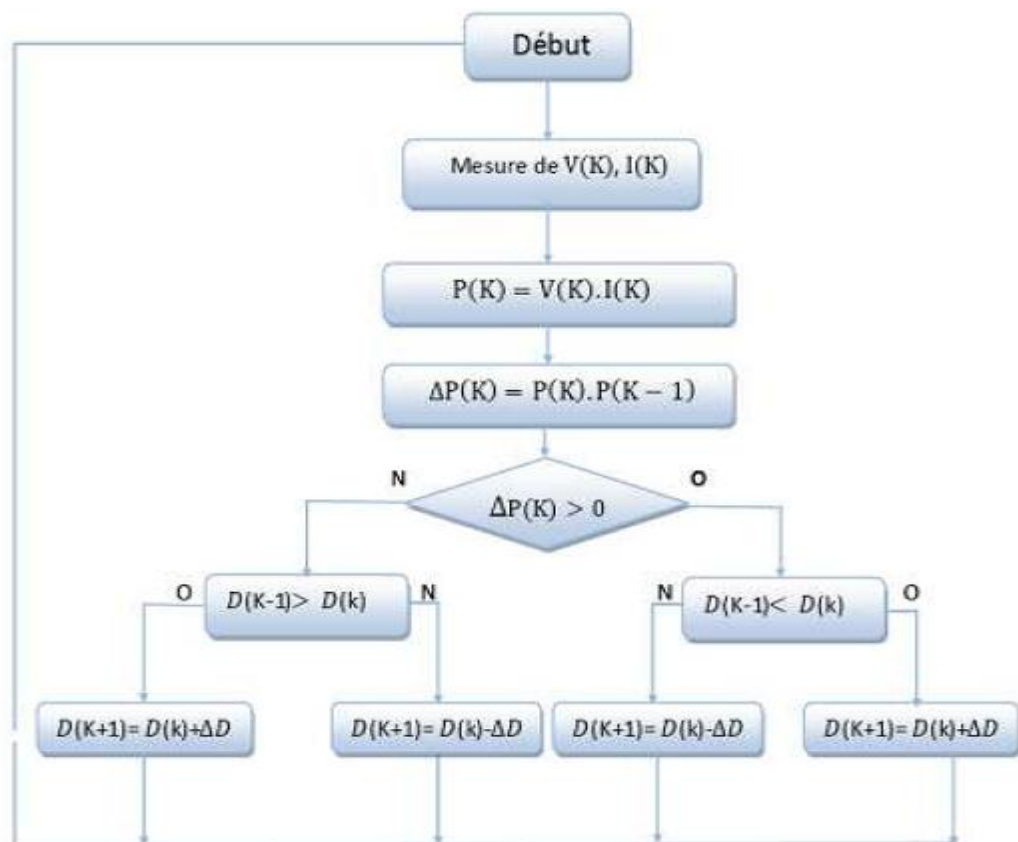 Début
Mesure de V(K), I(K)
P(K) = V(K).I(K)
ΔP(K) = P(K).P(K − 1)
N
O
ΔP(K) > 0
O
D(K-1)> D(k)
N
N
D(K-1)< D(k)
O
D(K+1)= D(k)+ΔD
D(K+1)= D(k)-ΔD
D(K+1)= D(k)-ΔD
D(K+1)= D(k)+ΔD